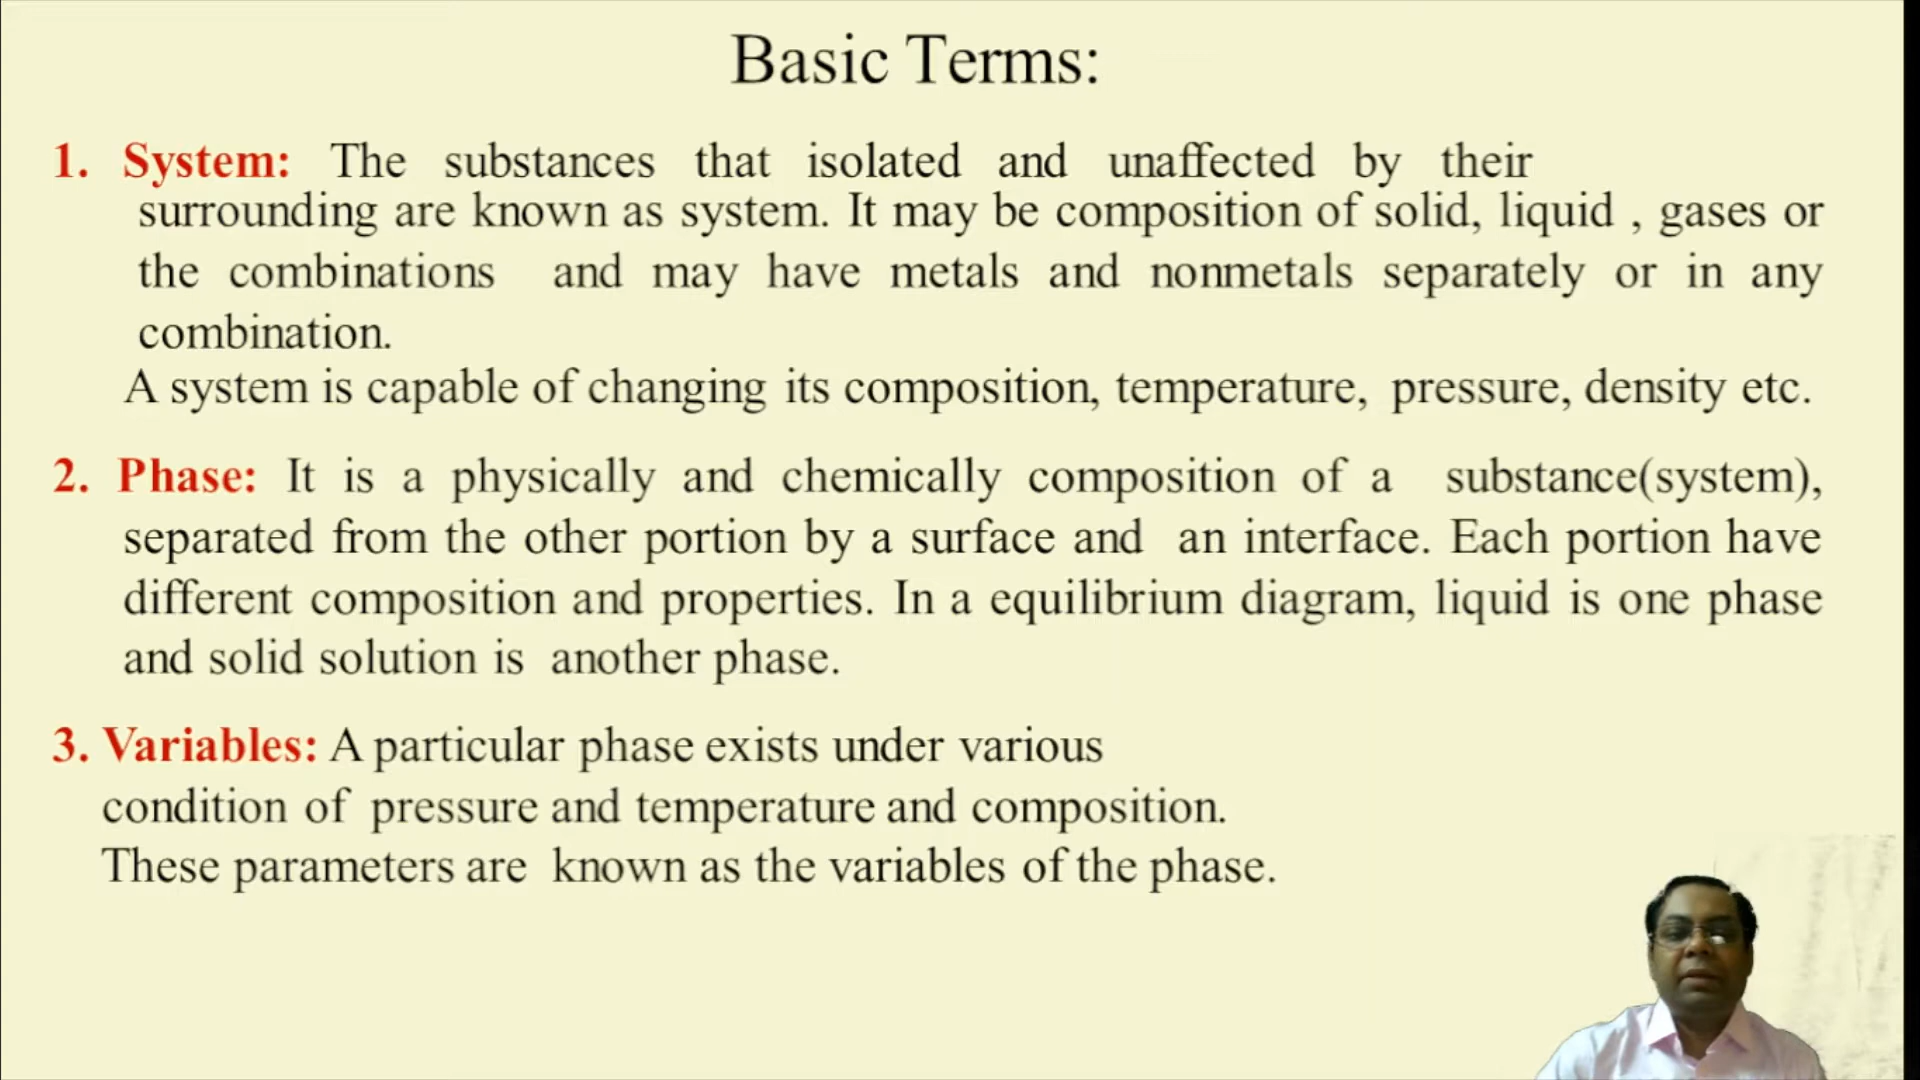 Basic Terms:
1. System: The substances that isolated and unaffected by their
surrounding are known as system. It may be composition of solid, liquid , gases or
the combinations and may have metals and nonmetals separately or in any
combination.
A system is capable of changing its composition, temperature, pressure, density etc.
2. Phase: It is a physically and chemically composition of a substance(system),
separated from the other portion by a surface and an interface. Each portion have
different composition and properties. In a equilibrium diagram, liquid is one phase
and solid solution is another phase.
3. Variables: A particular phase exists under various
condition of pressure and temperature and composition.
These parameters are known as the variables of the phase.